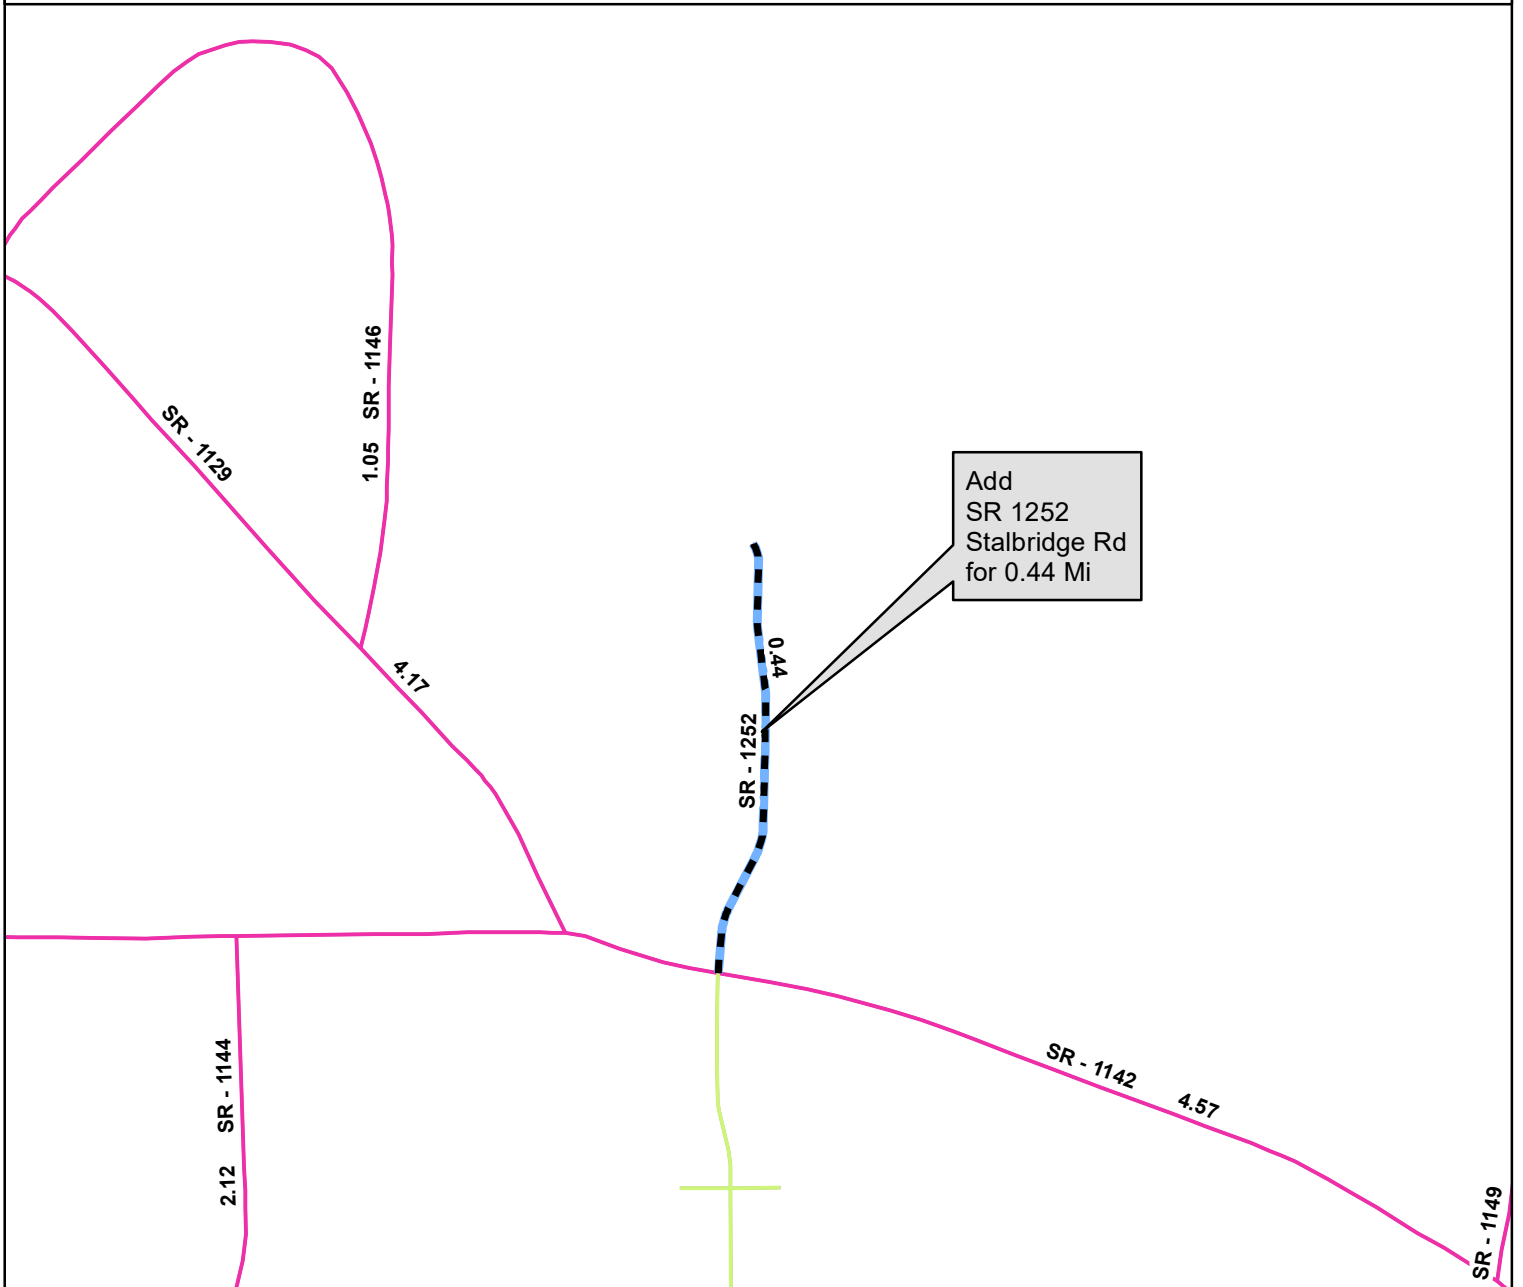 SR - 1146
1.05
SR - 1129
4.17
Add
SR 1252
Stalbridge Rd
for 0.44 Mi
0.44
SR - 1252
SR - 1144
2.12
SR - 1142
4.57
SR - 1149